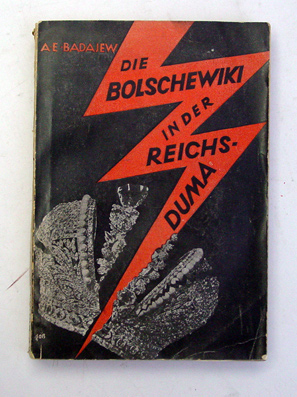 A.E. BADAJEW
DIE
BOLSCHEWIKI
IN DER
REICHS-
DUMA